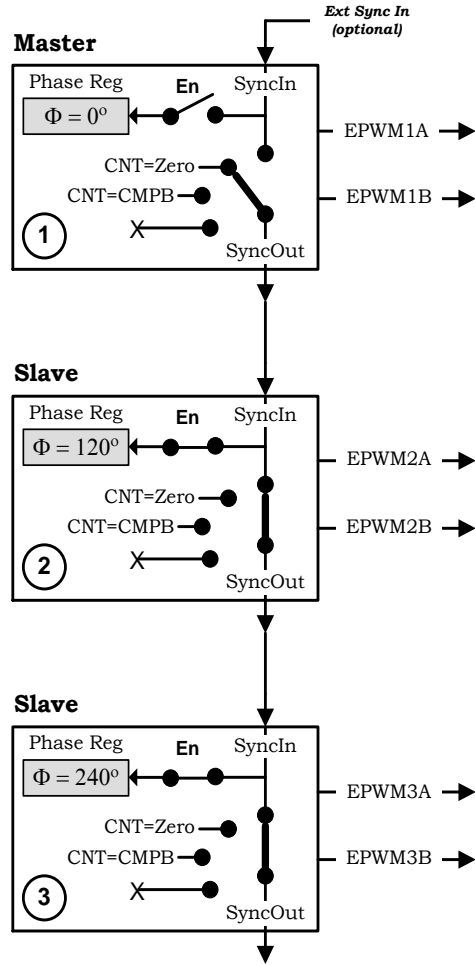 Ext Sync In
(optional)
Master
Phase Reg
En
SyncIn
Φ = 0°
EPWM1A
CNT=Zero
CNT=CMPB
EPWM1B
X
1
SyncOut
Slave
Phase Reg
En
SyncIn
Φ = 120°
EPWM2A
CNT=Zero
CNT=CMPB
EPWM2B
X
2
SyncOut
Slave
Phase Reg
En
SyncIn
Φ = 240°
EPWM3A
CNT=Zero
CNT=CMPB
EPWM3B
X
3
SyncOut